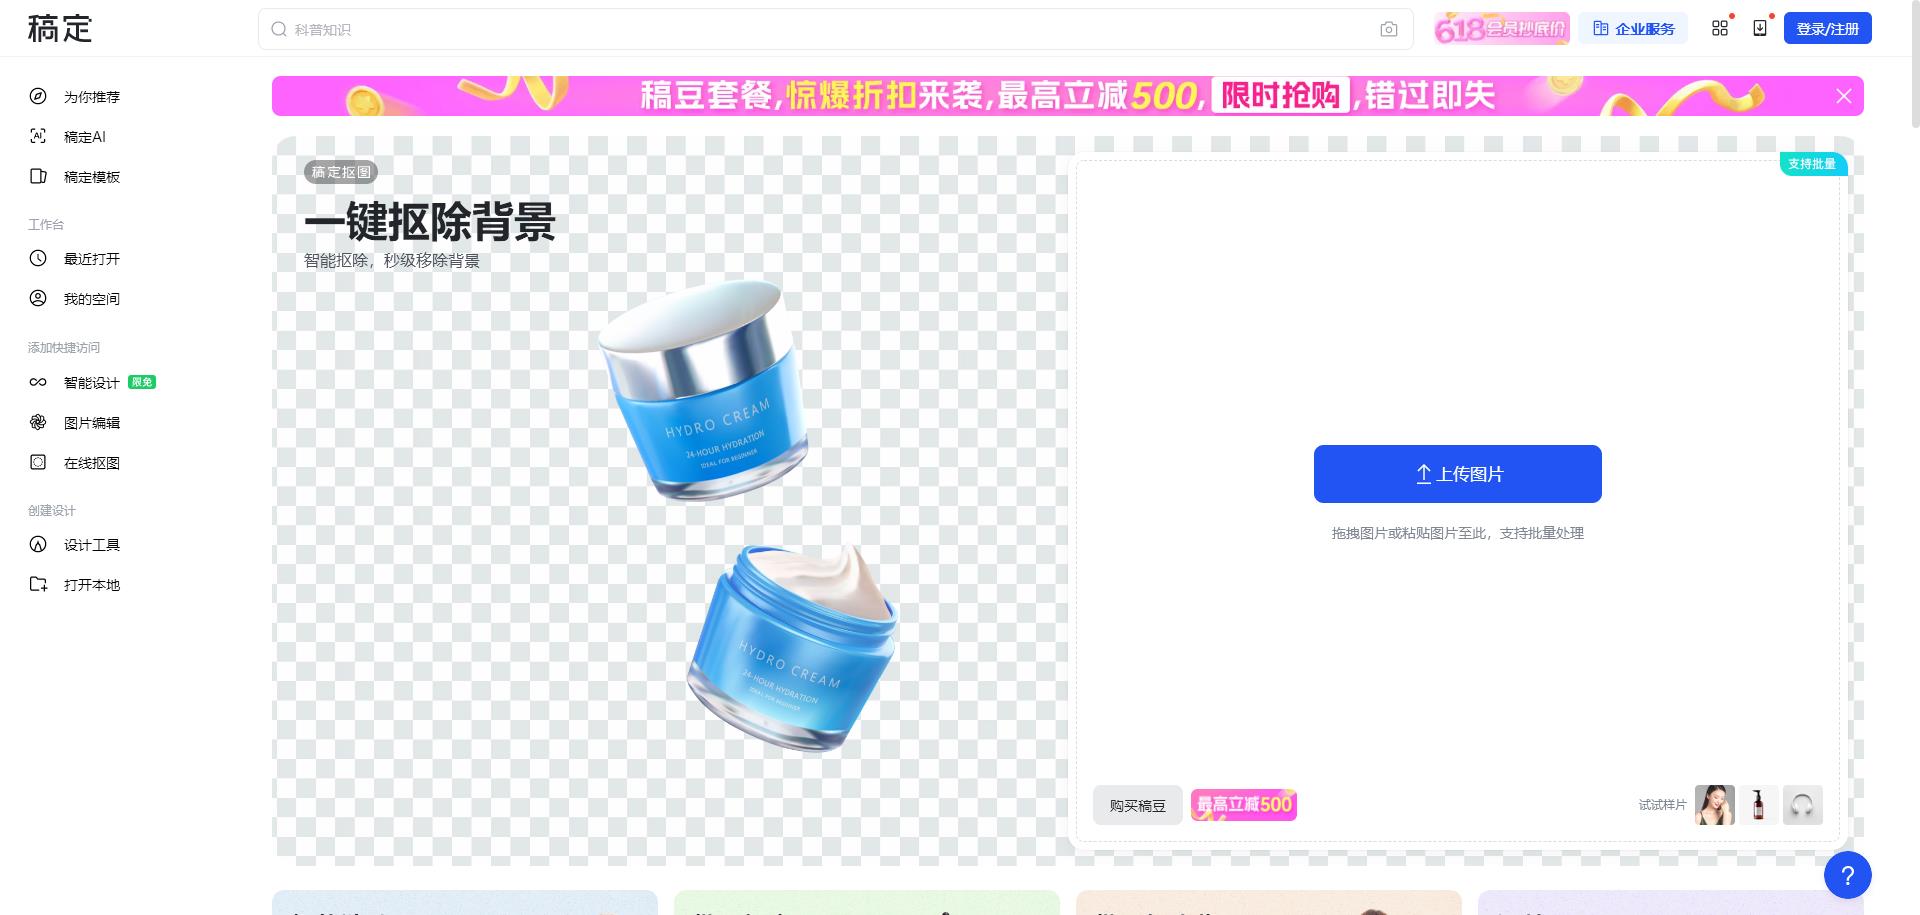 稿定
科普知识
618会员抄底价
企业服务
登录/注册
为你推荐
稿定AI
稿定模板
工作台
最近打开
我的空间
添加快捷访问
智能设计 限免
图片编辑
在线抠图
创建设计
设计工具
打开本地
稿豆套餐,惊爆折扣来袭,最高立减500,限时抢购,错过即失
稿定抠图
一键抠除背景
智能抠除，秒级移除背景
HYDRO CREAM
24-HOUR HYDRATION
IDEAL FOR BEGINNER
HYDRO CREAM
24-HOUR HYDRATION
IDEAL FOR BEGINNER
支持批量
上传图片
拖拽图片或粘贴图片至此，支持批量处理
购买稿豆
最高立减500
试试样片
?